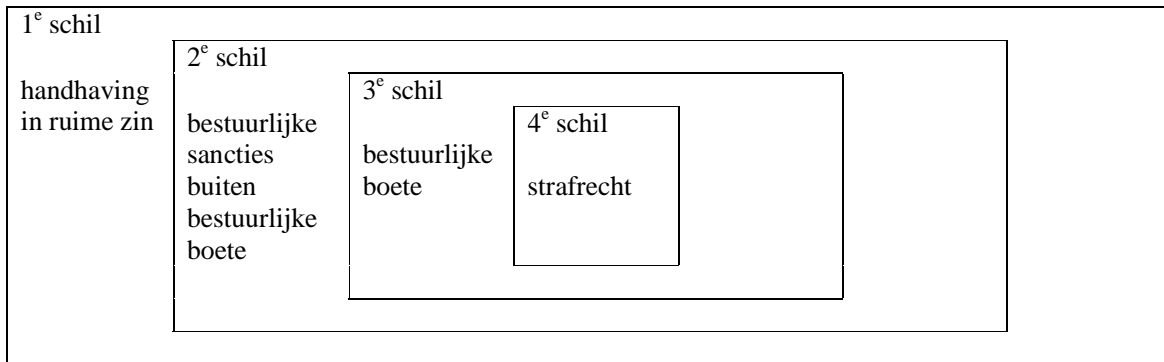 1e schil
handhaving
in ruime zin
2e schil
bestuurlijke
sancties
buiten
bestuurlijke
boete
3e schil
bestuurlijke
boete
4e schil
strafrecht